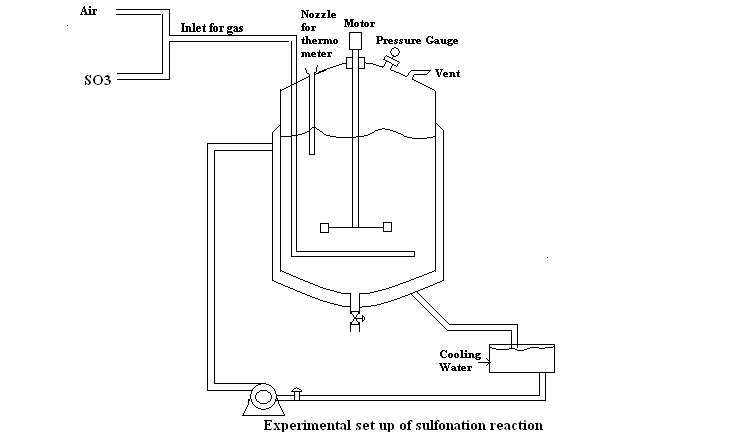 Air
Inlet for gas
SO3
Nozzle
for
thermo
meter
Motor
Pressure Gauge
Vent
Cooling
Water
Experimental set up of sulfonation reaction